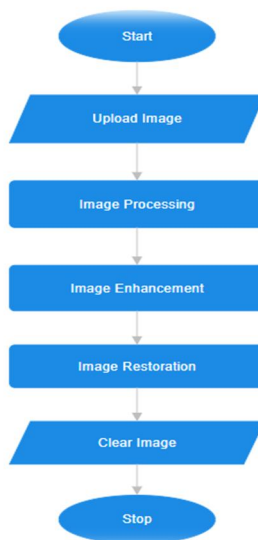 Start
Upload Image
Image Processing
Image Enhancement
Image Restoration
Clear Image
Stop